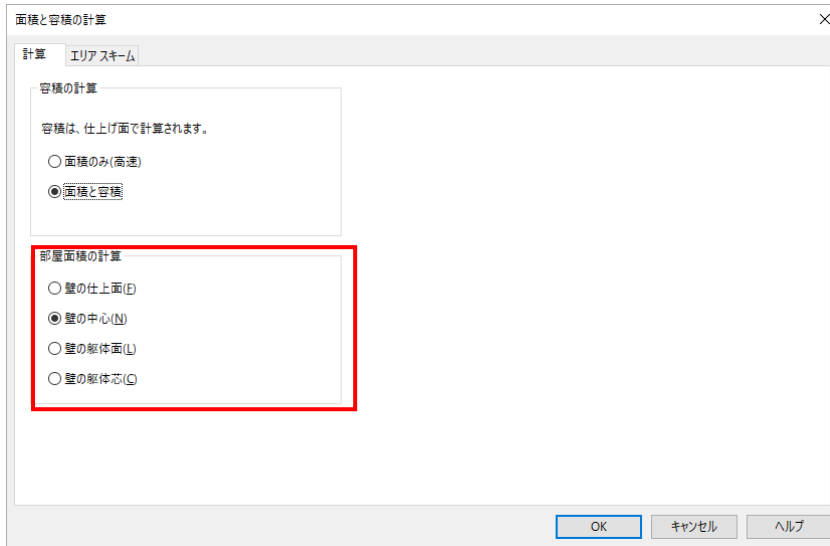 面積と容積の計算
計算
エリア スキーム
容積の計算
容積は、仕上げ面で計算されます。
面積のみ(高速)
面積と容積
部屋面積の計算
壁の仕上面(F)
壁の中心(N)
壁の躯体面(L)
壁の躯体芯(C)
OK
キャンセル
ヘルプ